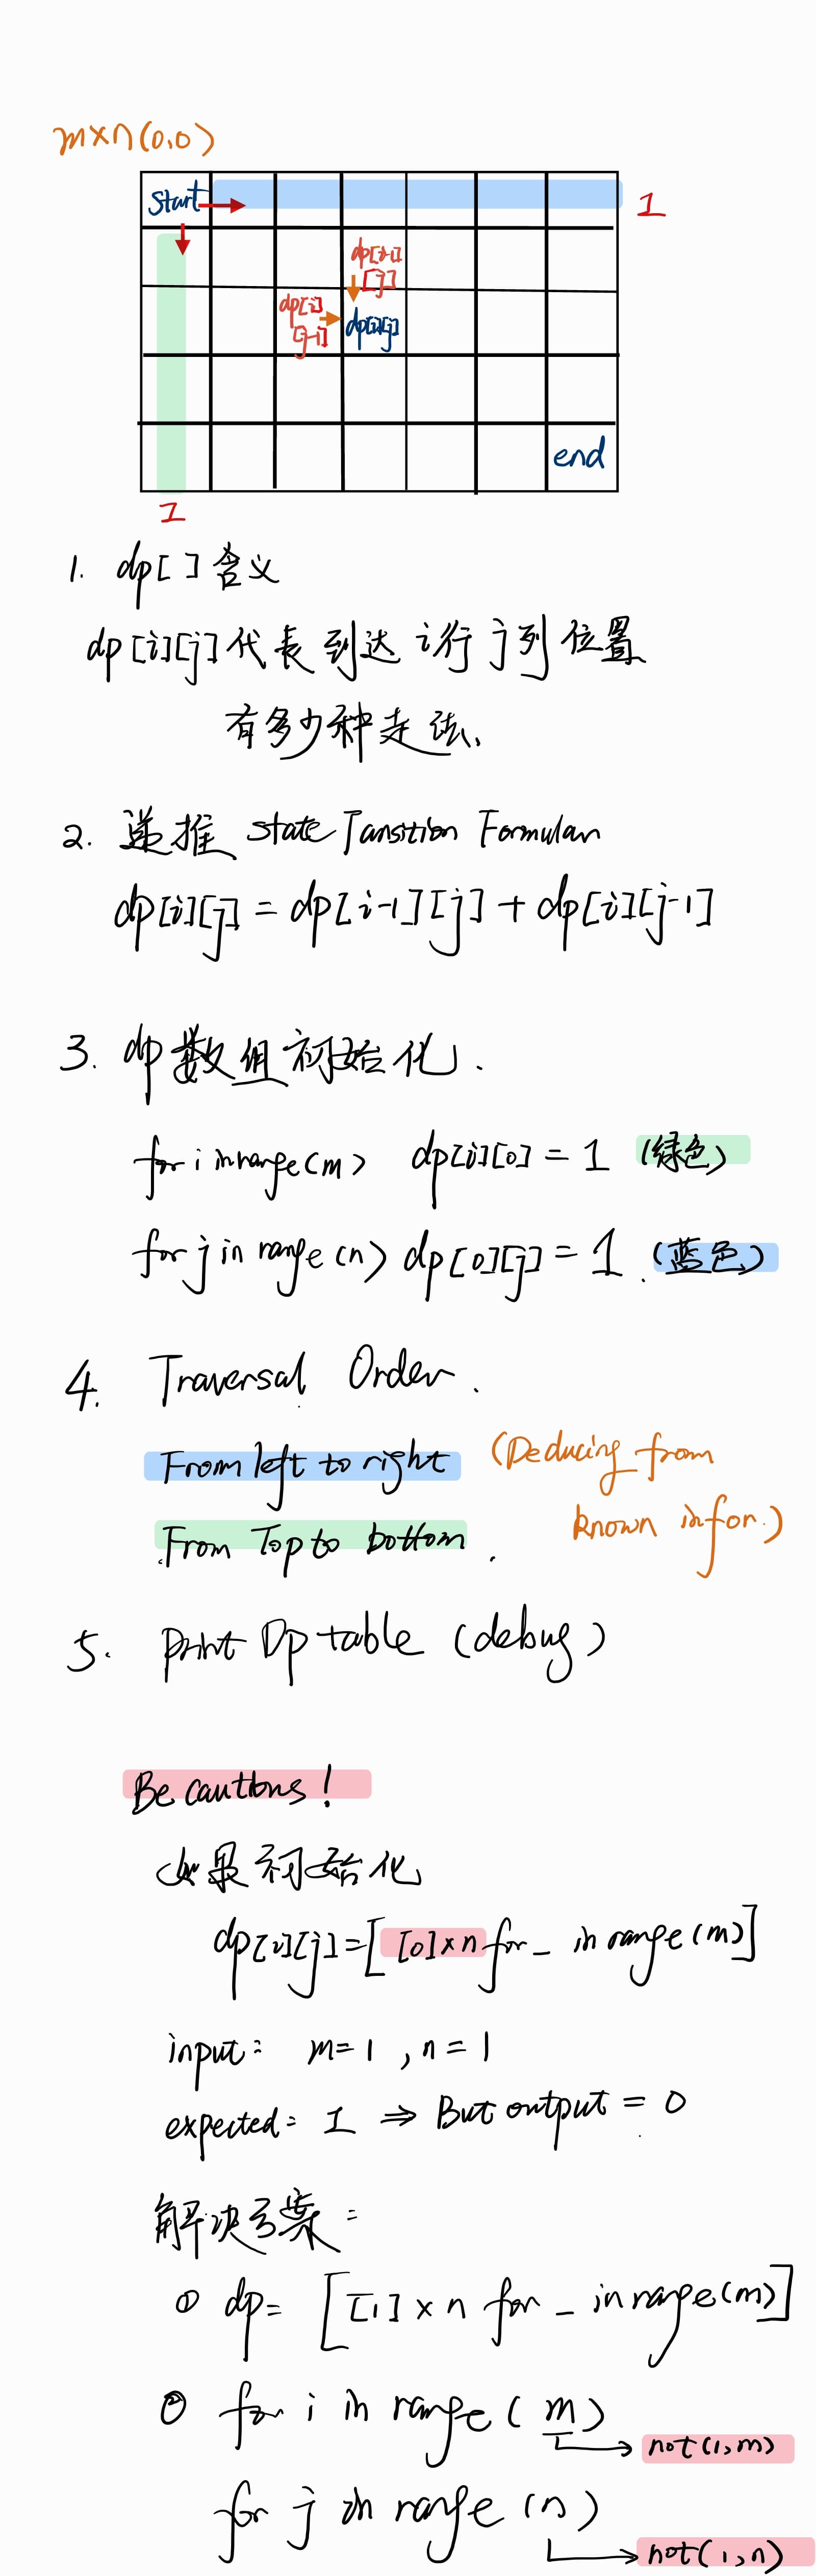 m×n(0,0)
start
1
dp[i-1]
[j]
dp[i]
[j-1]
dp[i][j]
end
1
1. dp[] 含义
dp[i][j] 代表到达 i行 j列 位置
有多少种走法、
2. 递推 State Tansition Formulan
dp[i][j] = dp[i-1][j] + dp[i][j-1]
3. dp 数组初始化.
for i in range(m) dp[i][0] = 1 (绿色)
for j in range(n) dp[0][j] = 1. (蓝色)
4. Traversal Order.
From left to right (Deducing from
known infor.)
From Top to bottom.
5. print Dp table (debug)
Be cautions!
如果初始化
dp[i][j]=[[0]×n for _ in range(m)]
input: m=1, n=1
expected: 1 ⇒ But output = 0
解决方案:
① dp= [[1]×n for _ in range(m)]
② for i in range(m)
not(1,m)
for j in range(n)
not(1,n)